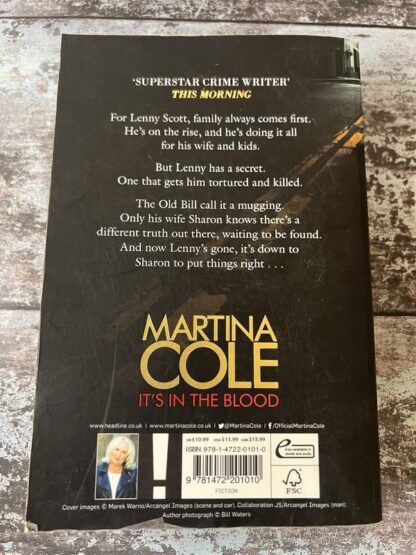 ‘SUPERSTAR CRIME WRITER’
THIS MORNING
For Lenny Scott, family always comes first.
He’s on the rise, and he’s doing it all
for his wife and kids.
But Lenny has a secret.
One that gets him tortured and killed.
The Old Bill call it a mugging.
Only his wife Sharon knows there’s a
different truth out there, waiting to be found.
And now Lenny’s gone, it’s down to
Sharon to put things right . . .
MARTINA
COLE
IT’S IN THE BLOOD
www.headline.co.uk | www.martinacole.co.uk | @MartinaCole | /OfficialMartinaCole
UK £10.99 USA $13.99 CAN $15.99
ISBN 978-1-4722-0101-0
9 781472 201010
FICTION
e
Also available in
ebook and audio
FSC
Cover images © Marek Warno/Arcangel Images (scene and car), Collaboration JS/Arcangel Images (man);
Author photograph © Bill Waters